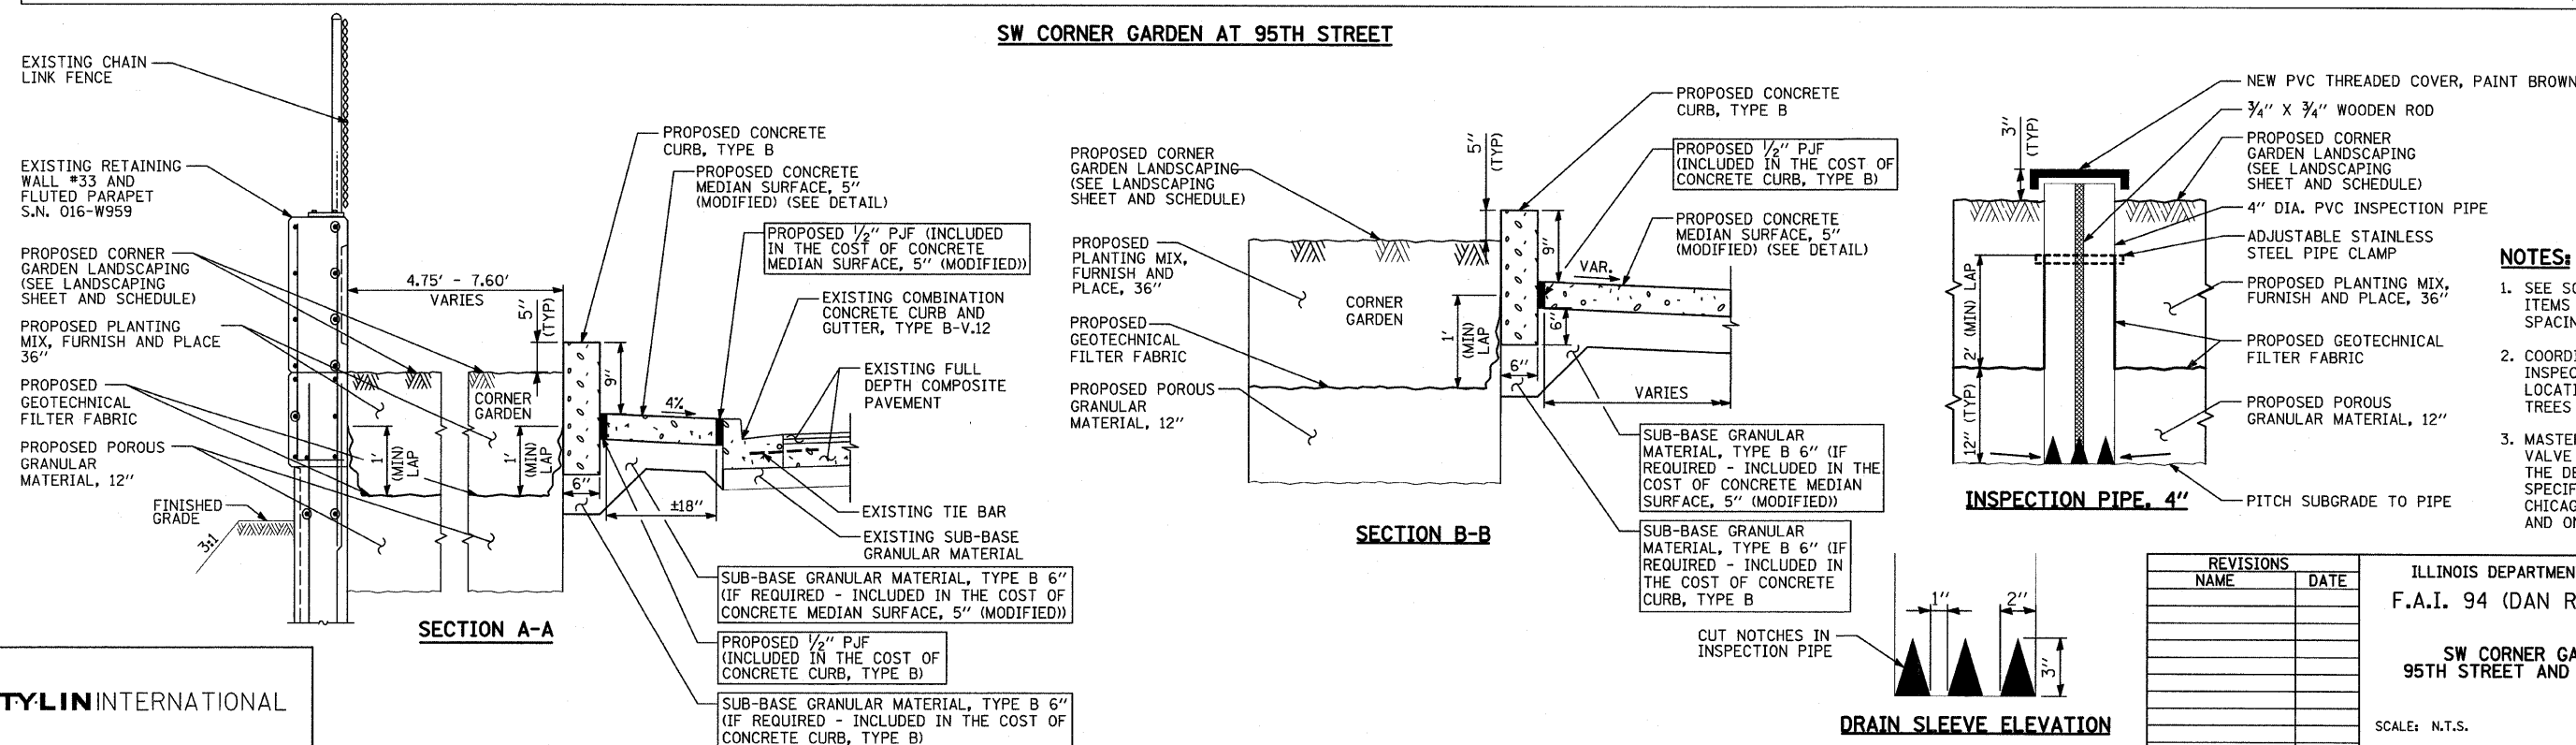 SW CORNER GARDEN AT 95TH STREET
EXISTING CHAIN
LINK FENCE
EXISTING RETAINING
WALL #33 AND
FLUTED PARAPET
S.N. 016-W959
PROPOSED CORNER
GARDEN LANDSCAPING
(SEE LANDSCAPING
SHEET AND SCHEDULE)
PROPOSED PLANTING
MIX, FURNISH AND PLACE
36"
PROPOSED
GEOTECHNICAL
FILTER FABRIC
PROPOSED POROUS
GRANULAR
MATERIAL, 12"
FINISHED
GRADE
3:1
4.75' - 7.60'
VARIES
5"
(TYP)
9"
CORNER
GARDEN
1'
(MIN)
LAP
1'
(MIN)
LAP
6"
4%
±18"
PROPOSED CONCRETE
CURB, TYPE B
PROPOSED CONCRETE
MEDIAN SURFACE, 5"
(MODIFIED) (SEE DETAIL)
PROPOSED 1/2" PJF (INCLUDED
IN THE COST OF CONCRETE
MEDIAN SURFACE, 5" (MODIFIED))
EXISTING COMBINATION
CONCRETE CURB AND
GUTTER, TYPE B-V.12
EXISTING FULL
DEPTH COMPOSITE
PAVEMENT
EXISTING TIE BAR
EXISTING SUB-BASE
GRANULAR MATERIAL
SUB-BASE GRANULAR MATERIAL, TYPE B 6"
(IF REQUIRED - INCLUDED IN THE COST OF
CONCRETE MEDIAN SURFACE, 5" (MODIFIED))
PROPOSED 1/2" PJF
(INCLUDED IN THE COST OF
CONCRETE CURB, TYPE B)
SUB-BASE GRANULAR MATERIAL, TYPE B 6"
(IF REQUIRED - INCLUDED IN THE COST OF
CONCRETE CURB, TYPE B)
SECTION A-A
TY·LIN INTERNATIONAL
PROPOSED CORNER
GARDEN LANDSCAPING
(SEE LANDSCAPING
SHEET AND SCHEDULE)
PROPOSED
PLANTING MIX,
FURNISH AND
PLACE, 36"
PROPOSED
GEOTECHNICAL
FILTER FABRIC
PROPOSED POROUS
GRANULAR
MATERIAL, 12"
CORNER
GARDEN
5"
(TYP)
9"
1'
(MIN)
LAP
6"
6"
VAR.
VARIES
PROPOSED CONCRETE
CURB, TYPE B
PROPOSED 1/2" PJF
(INCLUDED IN THE COST OF
CONCRETE CURB, TYPE B)
PROPOSED CONCRETE
MEDIAN SURFACE, 5"
(MODIFIED) (SEE DETAIL)
SUB-BASE GRANULAR
MATERIAL, TYPE B 6" (IF
REQUIRED - INCLUDED IN THE
COST OF CONCRETE MEDIAN
SURFACE, 5" (MODIFIED))
SUB-BASE GRANULAR
MATERIAL, TYPE B 6" (IF
REQUIRED - INCLUDED IN
THE COST OF CONCRETE
CURB, TYPE B
SECTION B-B
3"
(TYP)
2' (MIN) LAP
12" (TYP)
NEW PVC THREADED COVER, PAINT BROWN
3/4" X 3/4" WOODEN ROD
PROPOSED CORNER
GARDEN LANDSCAPING
(SEE LANDSCAPING
SHEET AND SCHEDULE)
4" DIA. PVC INSPECTION PIPE
ADJUSTABLE STAINLESS
STEEL PIPE CLAMP
PROPOSED PLANTING MIX,
FURNISH AND PLACE, 36"
PROPOSED GEOTECHNICAL
FILTER FABRIC
PROPOSED POROUS
GRANULAR MATERIAL, 12"
PITCH SUBGRADE TO PIPE
INSPECTION PIPE, 4"
CUT NOTCHES IN
INSPECTION PIPE
1"
2"
3"
DRAIN SLEEVE ELEVATION
NOTES:
1. SEE
ITEMS
2.
TREES
3.
VALVE
AND
REVISIONS
NAME DATE
ILLINOIS
F.A.I. 94 (DAN
SW CORNER
95TH STREET AND
SCALE: N.T.S.